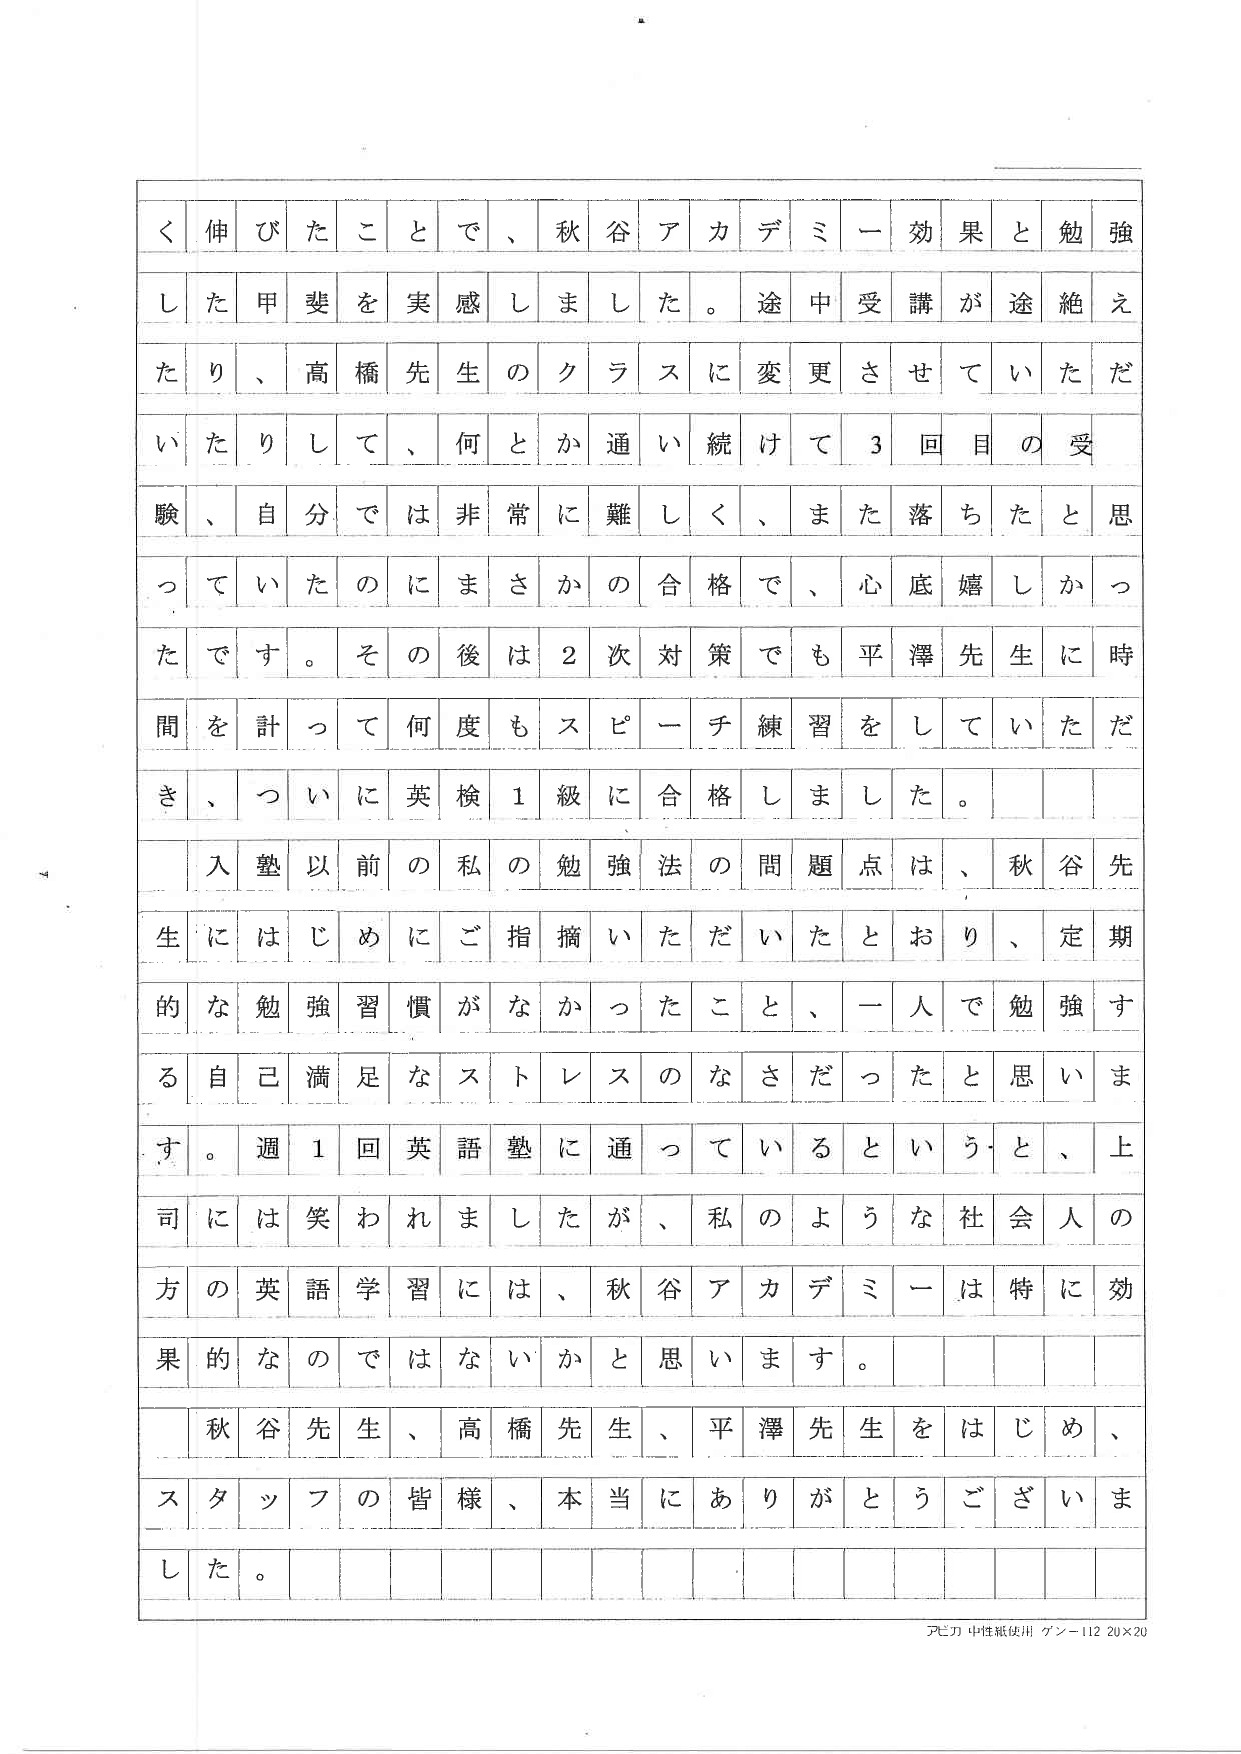 く伸びたことで、秋谷アカデミー効果と勉強
した甲斐を実感しました。途中受講が途絶え
たり、高橋先生のクラスに変更させていただ
いたりして、何とか通い続けて3回目の受
験、自分では非常に難しく、また落ちたと思
っていたのにまさかの合格で、心底嬉しかっ
たです。その後は2次対策でも平澤先生に時
間を計って何度もスピーチ練習をしていただ
き、ついに英検1級に合格しました。
入塾以前の私の勉強法の問題点は、秋谷先
生にはじめにご指摘いただいたとおり、定期
的な勉強習慣がなかったこと、一人で勉強す
る自己満足なストレスのなさだったと思いま
す。週1回英語塾に通っているというと、上
司には笑われましたが、私のような社会人の
方の英語学習には、秋谷アカデミーは特に効
果的なのではないかと思います。
秋谷先生、高橋先生、平澤先生をはじめ、
スタッフの皆様、本当にありがとうございま
した。
アピカ 中性紙使用 ゲンー112 20×20